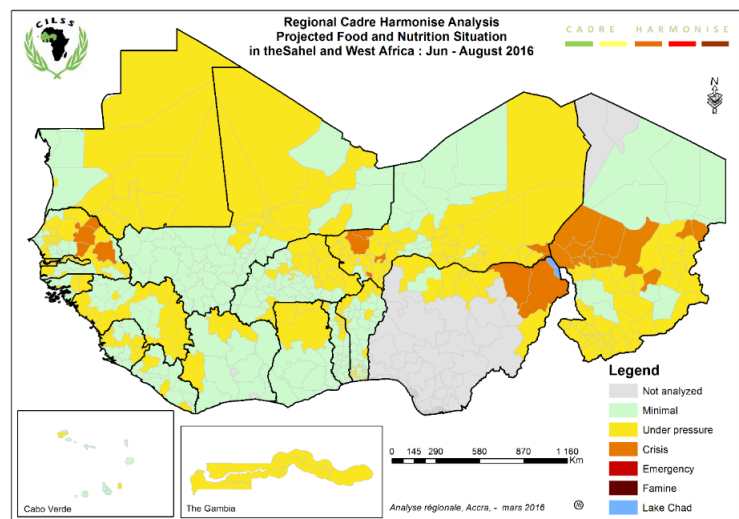 CILSS
Regional Cadre Harmonise Analysis
Projected Food and Nutrition Situation
in theSahel and West Africa : Jun - August 2016
CADRE HARMONISE
N
Legend
Not analyzed
Minimal
Under pressure
Crisis
Emergency
Famine
Lake Chad
0 145 290 580 870 1 160
Km
Cabo Verde
The Gambia
Analyse régionale, Accra, - mars 2016